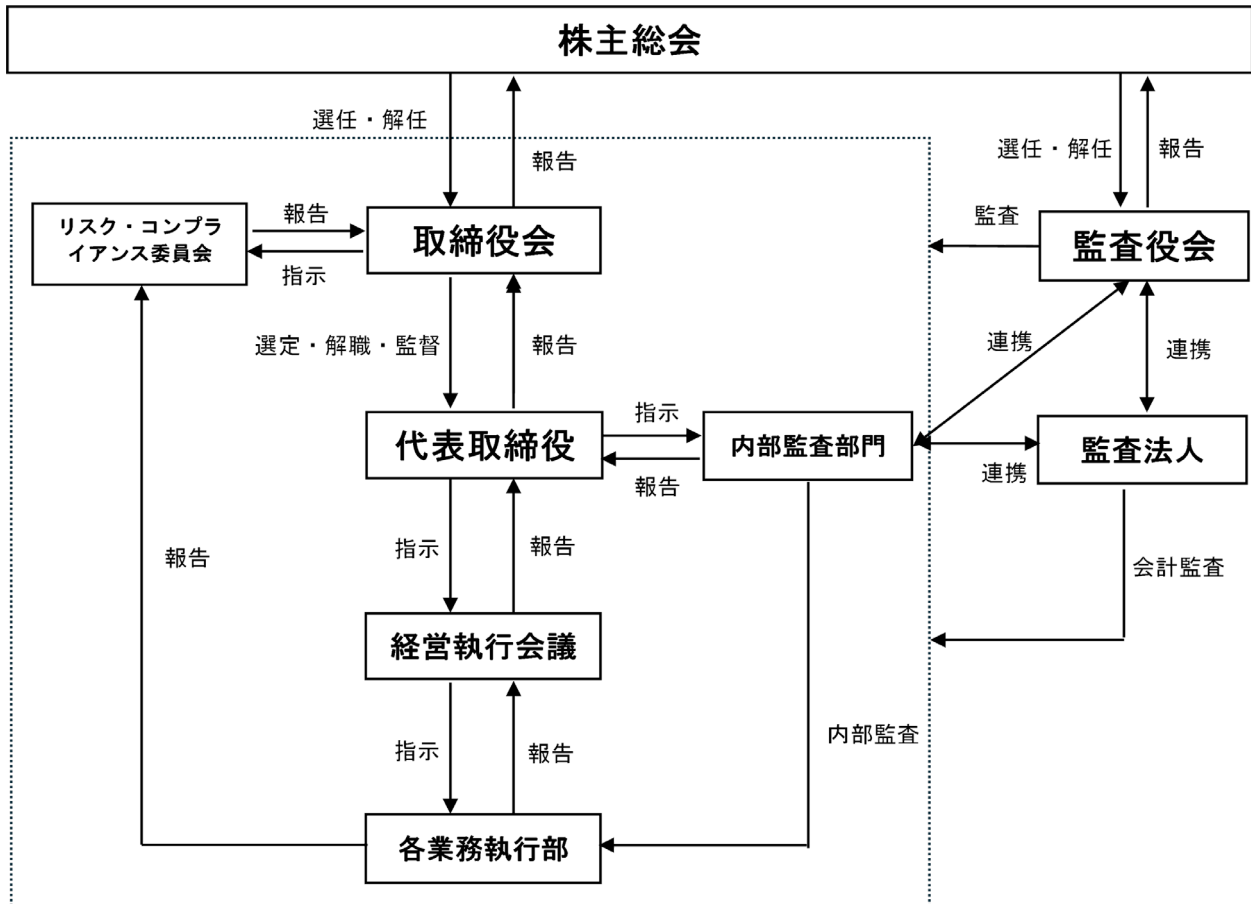 株主総会
選任・解任
報告
選任・解任
報告
リスク・コンプラ
イアンス委員会
報告
指示
取締役会
監査
監査役会
選定・解職・監督
報告
連携
連携
代表取締役
指示
報告
内部監査部門
連携
監査法人
指示
報告
報告
会計監査
経営執行会議
指示
報告
内部監査
各業務執行部